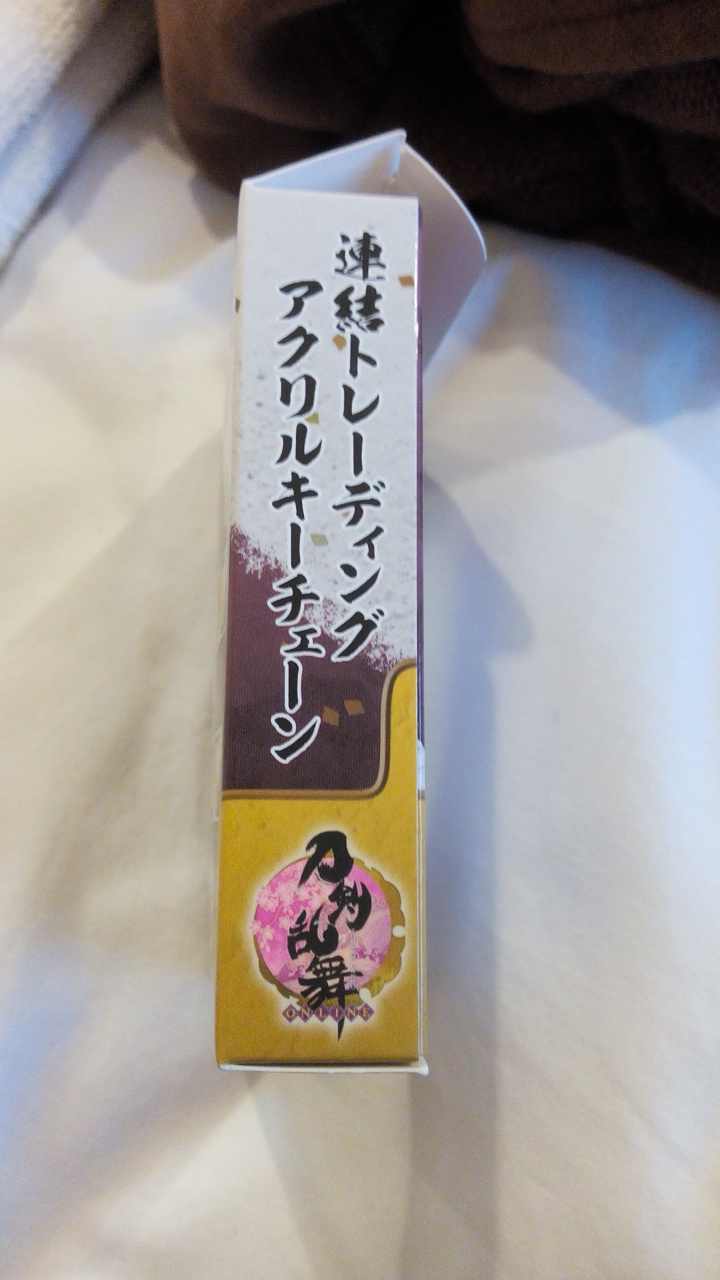 連結トレーディング
アクリルキーチェーン
刀剣
乱舞
ONLINE